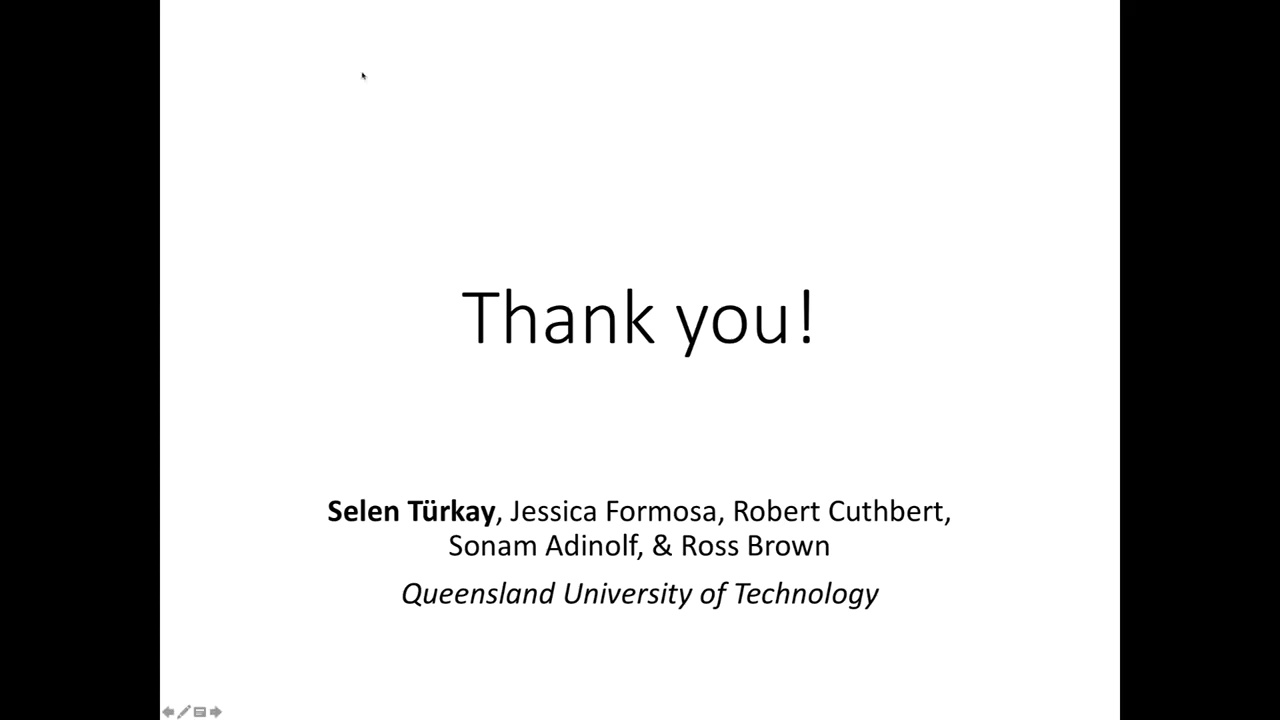 Thank you!
Selen Türkay, Jessica Formosa, Robert Cuthbert,
Sonam Adinolf, & Ross Brown
Queensland University of Technology